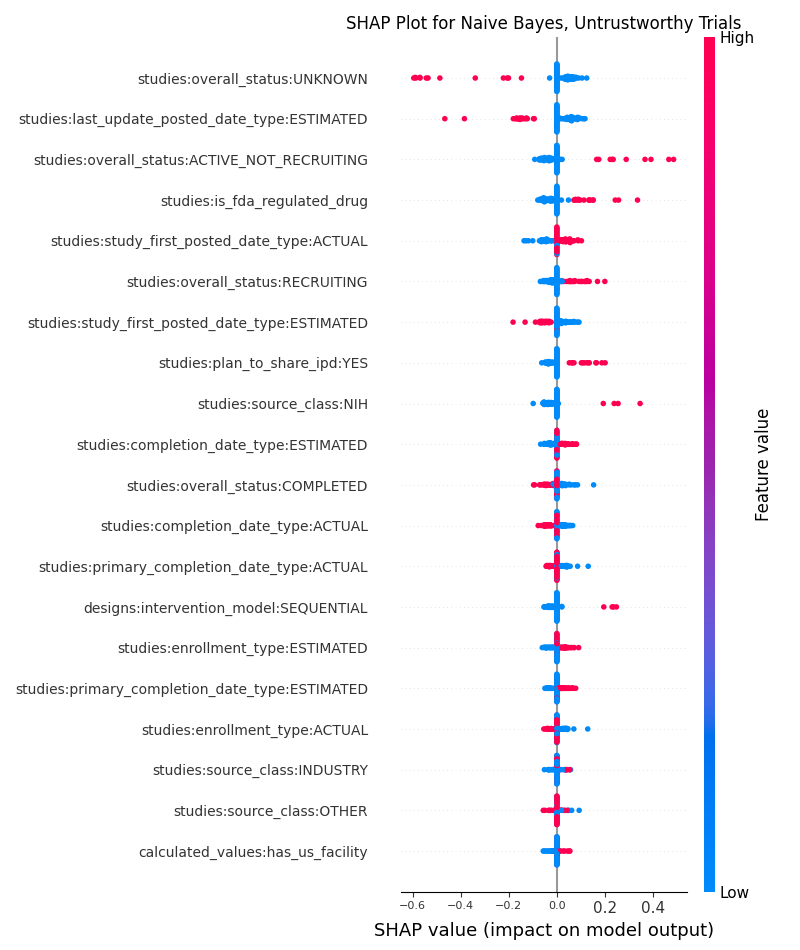 SHAP Plot for Naive Bayes, Untrustworthy Trials
High
studies:overall_status:UNKNOWN
studies:last_update_posted_date_type:ESTIMATED
studies:overall_status:ACTIVE_NOT_RECRUITING
studies:is_fda_regulated_drug
studies:study_first_posted_date_type:ACTUAL
studies:overall_status:RECRUITING
studies:study_first_posted_date_type:ESTIMATED
studies:plan_to_share_ipd:YES
studies:source_class:NIH
studies:completion_date_type:ESTIMATED
studies:overall_status:COMPLETED
studies:completion_date_type:ACTUAL
studies:primary_completion_date_type:ACTUAL
designs:intervention_model:SEQUENTIAL
studies:enrollment_type:ESTIMATED
studies:primary_completion_date_type:ESTIMATED
studies:enrollment_type:ACTUAL
studies:source_class:INDUSTRY
studies:source_class:OTHER
calculated_values:has_us_facility
Feature value
Low
−0.6 −0.4 −0.2 0.0 0.2 0.4
SHAP value (impact on model output)